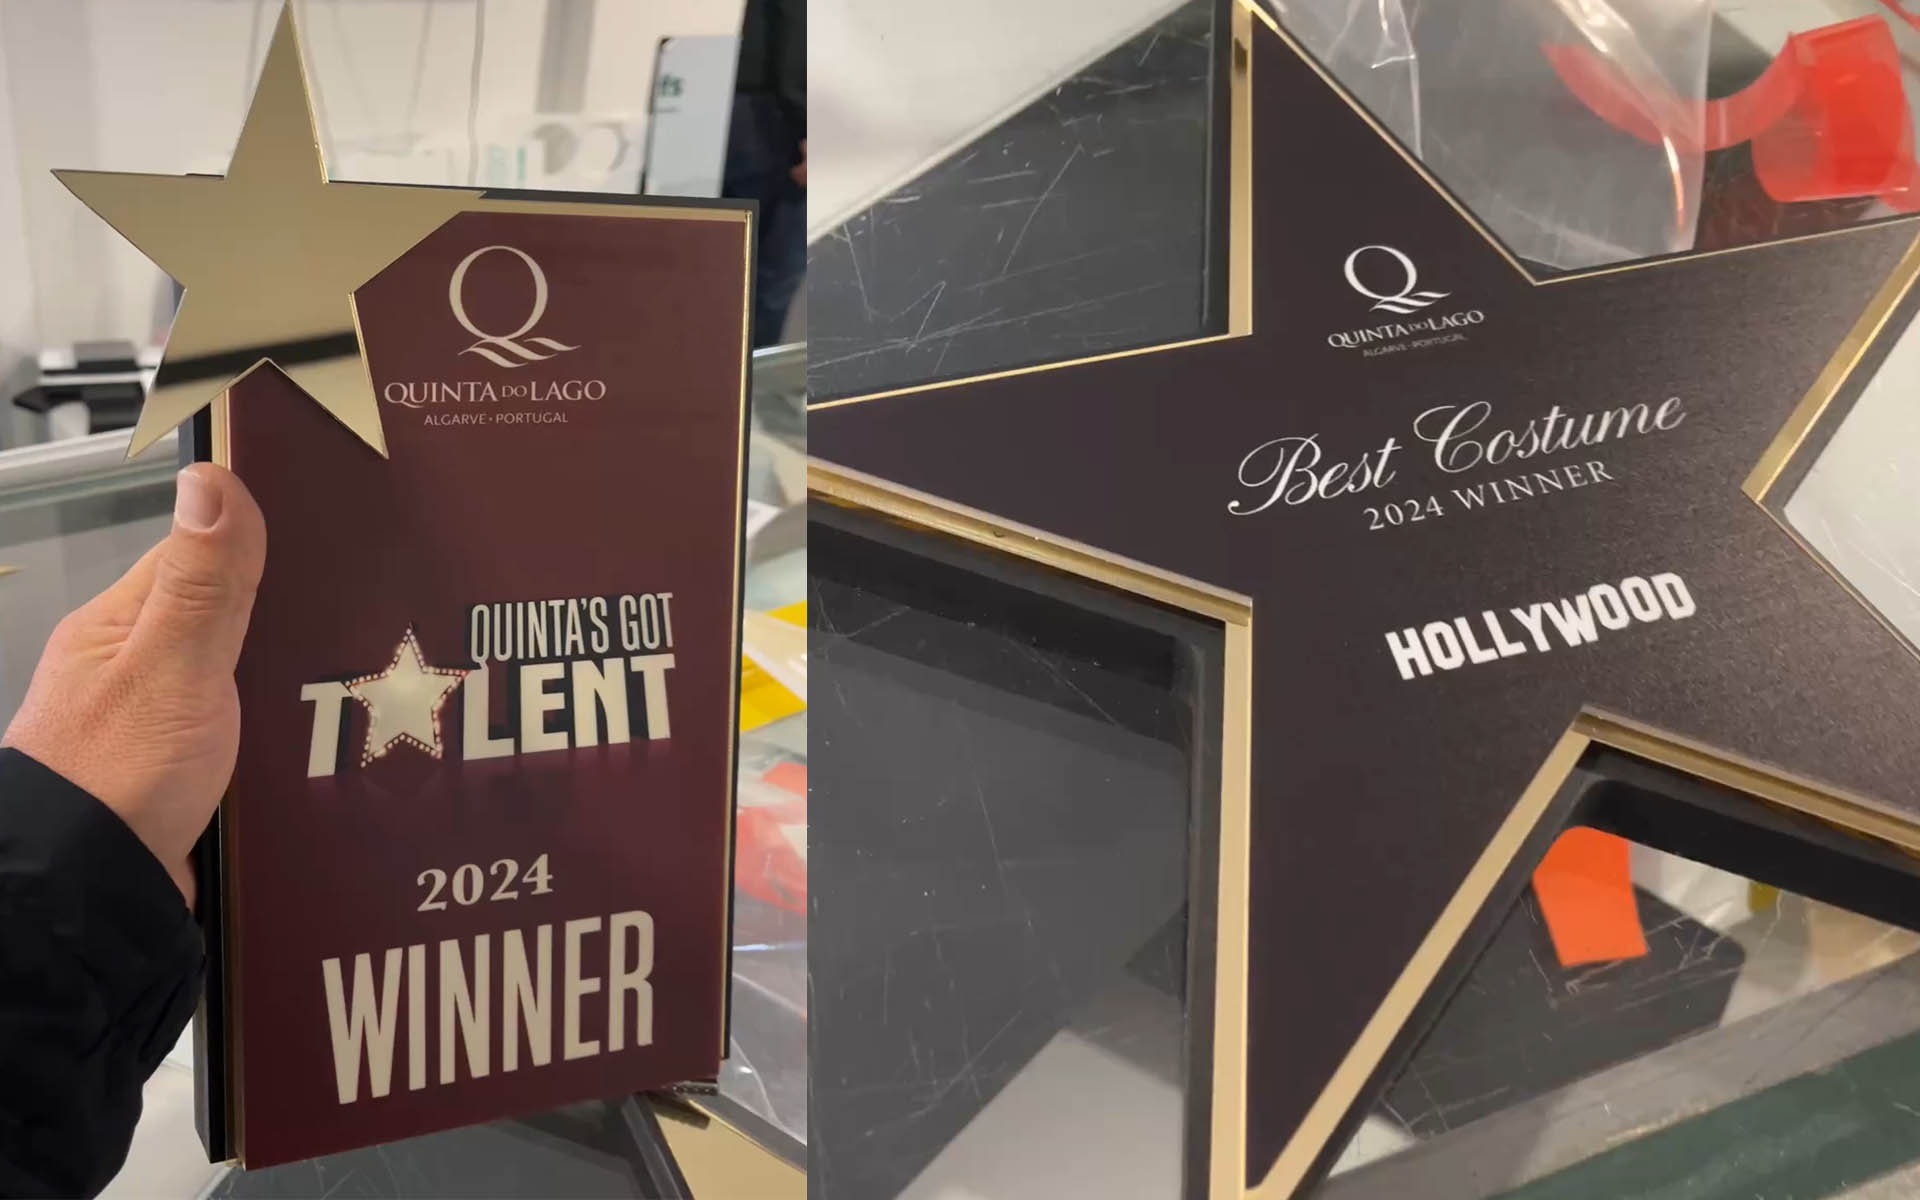 QUINTA DO LAGO
ALGARVE · PORTUGAL
QUINTA'S GOT
TALENT
2024
WINNER
QUINTA DO LAGO
ALGARVE · PORTUGAL
Best Costume
2024 WINNER
HOLLYWOOD